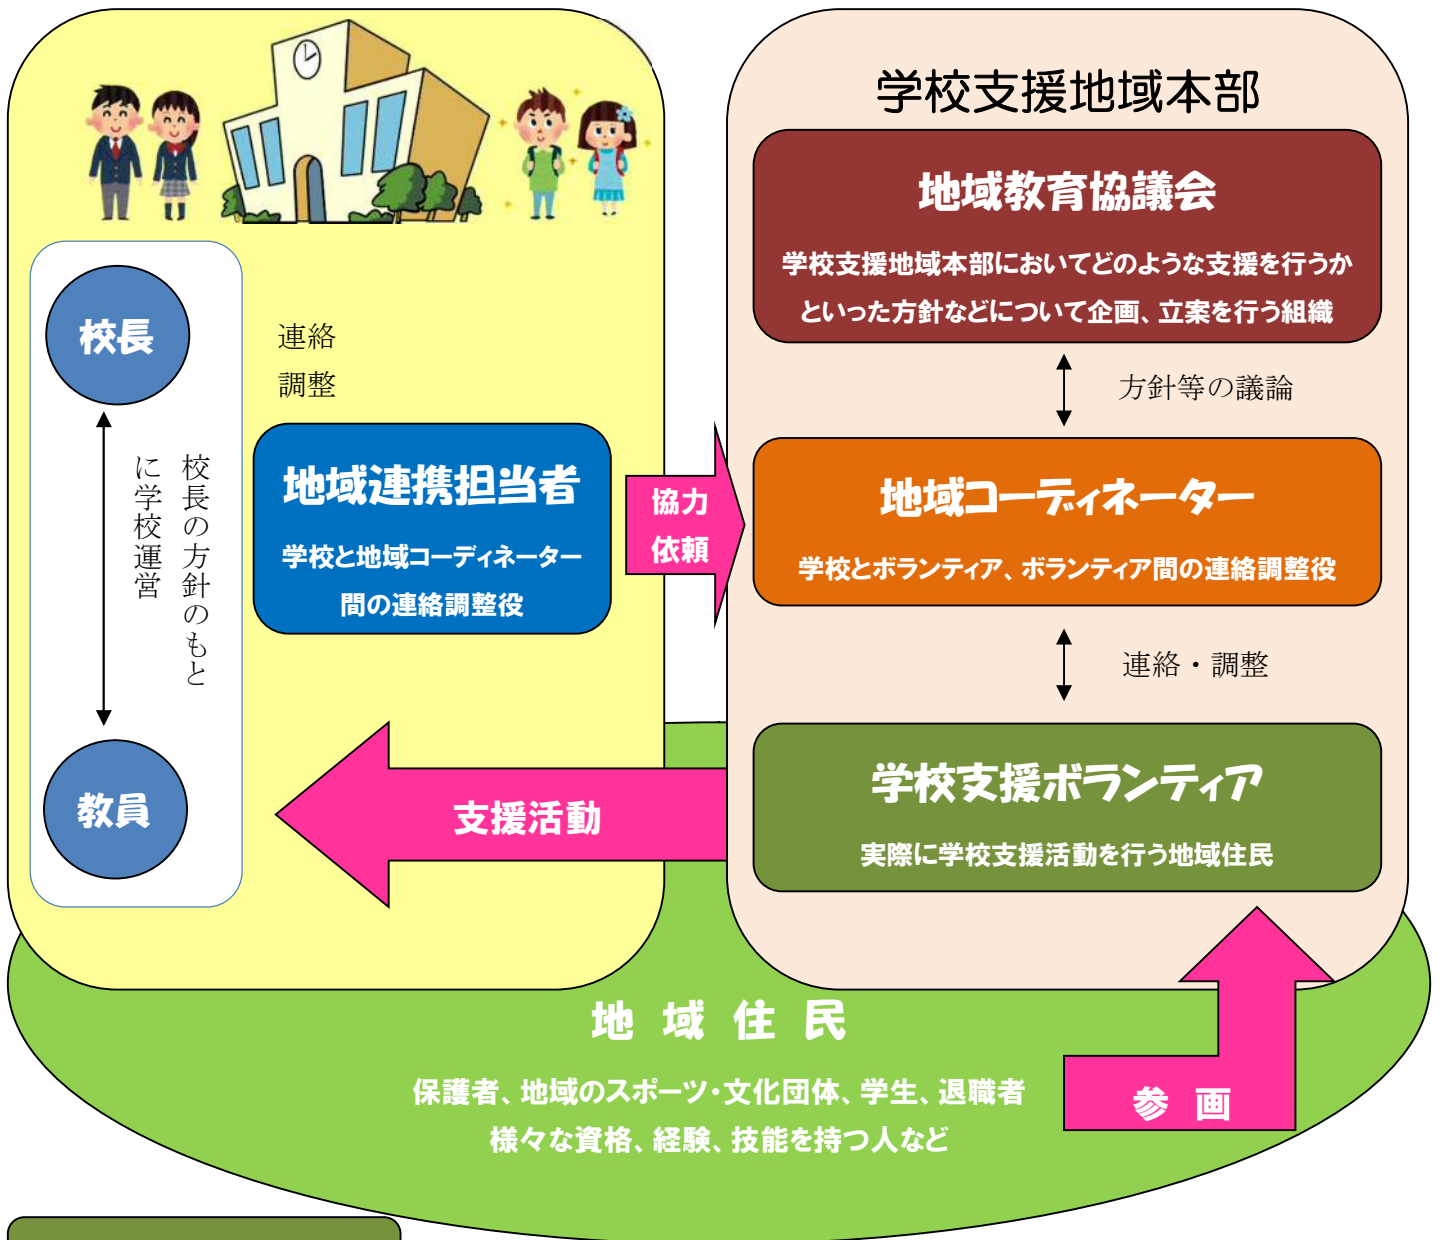 校長
校長の方針のもと
に学校運営
教員
連絡
調整
地域連携担当者
学校と地域コーディネーター
間の連絡調整役
協力
依頼
支援活動
学校支援地域本部
地域教育協議会
学校支援地域本部においてどのような支援を行うか
といった方針などについて企画、立案を行う組織
方針等の議論
地域コーディネーター
学校とボランティア、ボランティア間の連絡調整役
連絡・調整
学校支援ボランティア
実際に学校支援活動を行う地域住民
地 域 住 民
保護者、地域のスポーツ・文化団体、学生、退職者
様々な資格、経験、技能を持つ人など
参 画